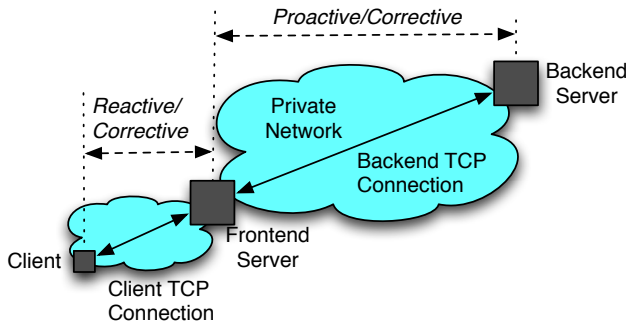 Proactive/Corrective
Backend
Server
Reactive/
Corrective
Private
Network
Backend TCP
Connection
Frontend
Server
Client
Client TCP
Connection